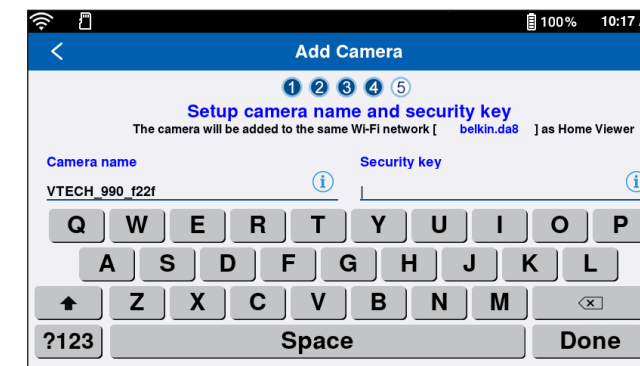 100% 10:17
Add Camera
1 2 3 4 5
Setup camera name and security key
The camera will be added to the same Wi-Fi network [ belkin.da8 ] as Home Viewer
Camera name Security key
VTECH_990_f22f
Q W E R T Y U I O P
A S D F G H J K L
Z X C V B N M
?123 Space Done